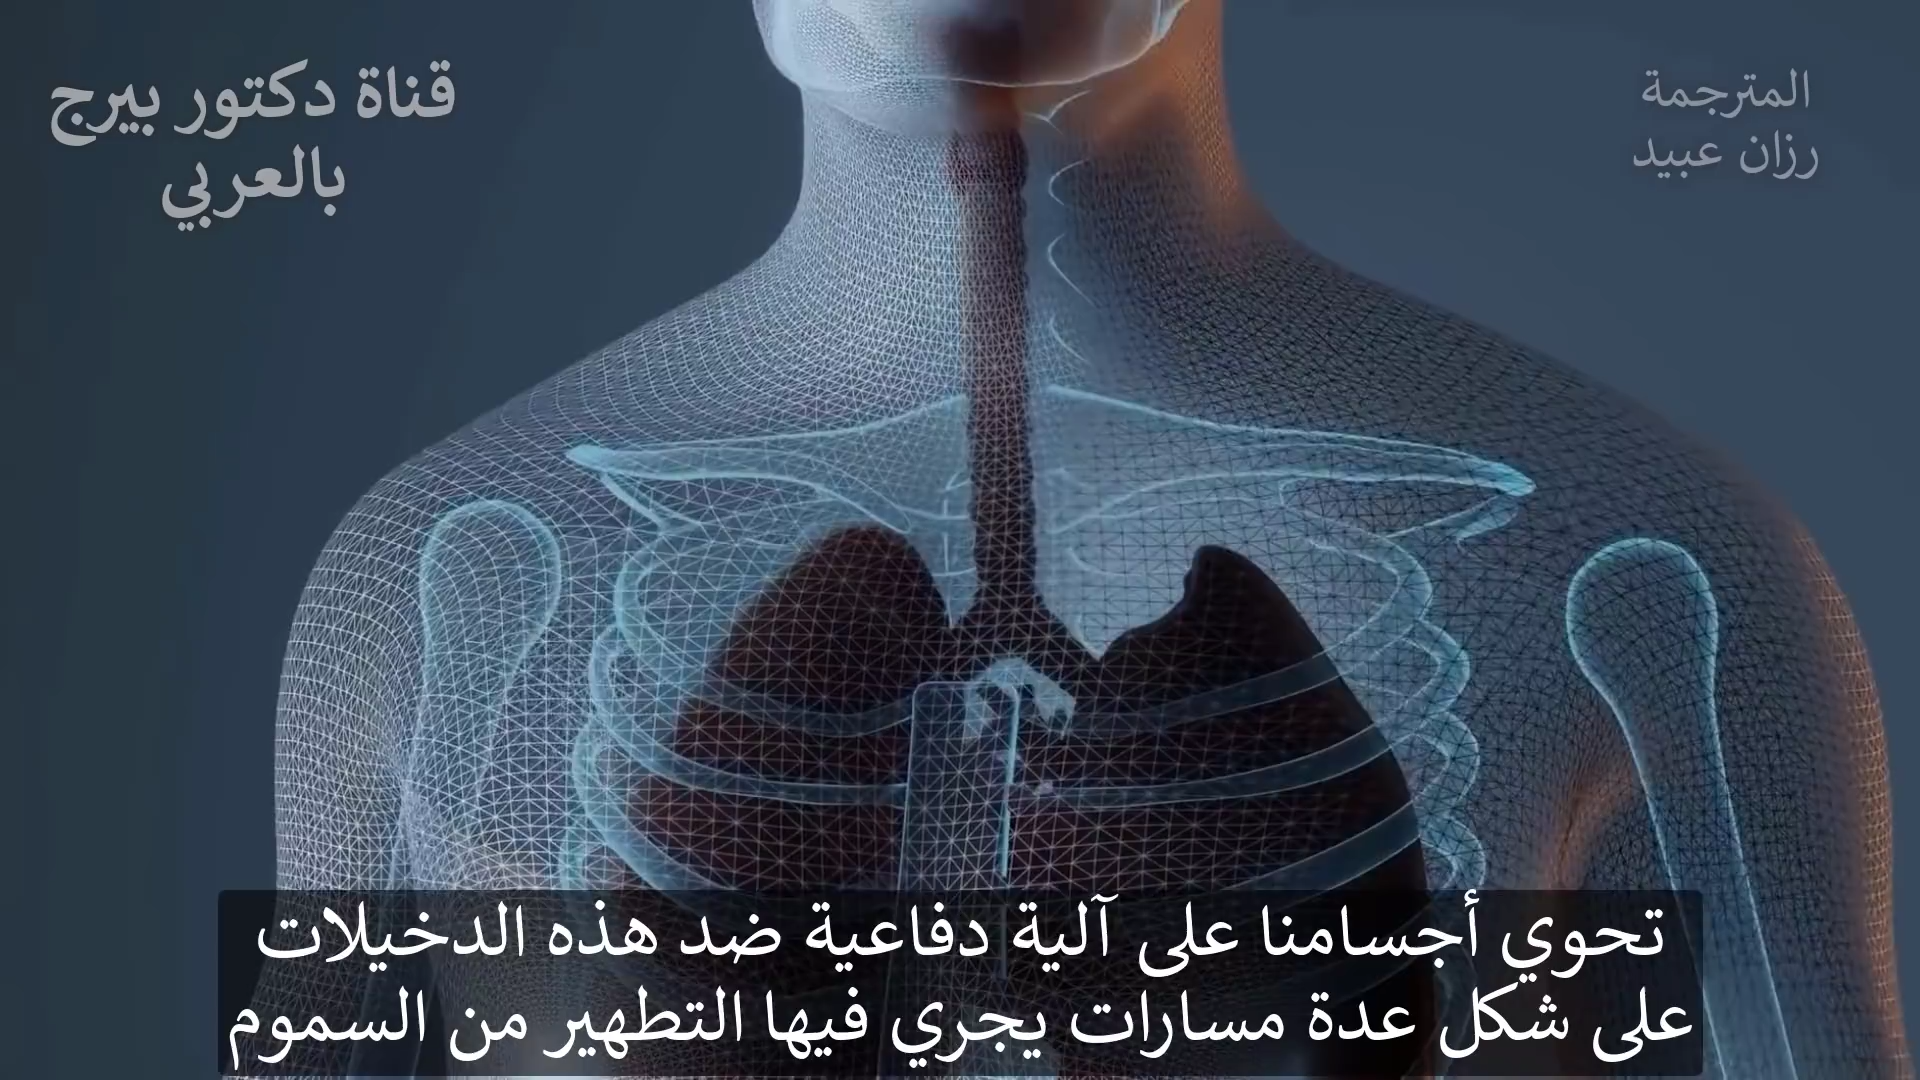 قناة دكتور بيرج
بالعربي
المترجمة
رزان عبيد
تحوي أجسامنا على آلية دفاعية ضد هذه الدخيلات
على شكل عدة مسارات يجري فيها التطهير من السموم